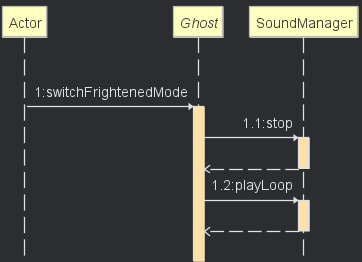 Actor
Ghost
SoundManager
1:switchFrightenedMode
1.1:stop
1.2:playLoop